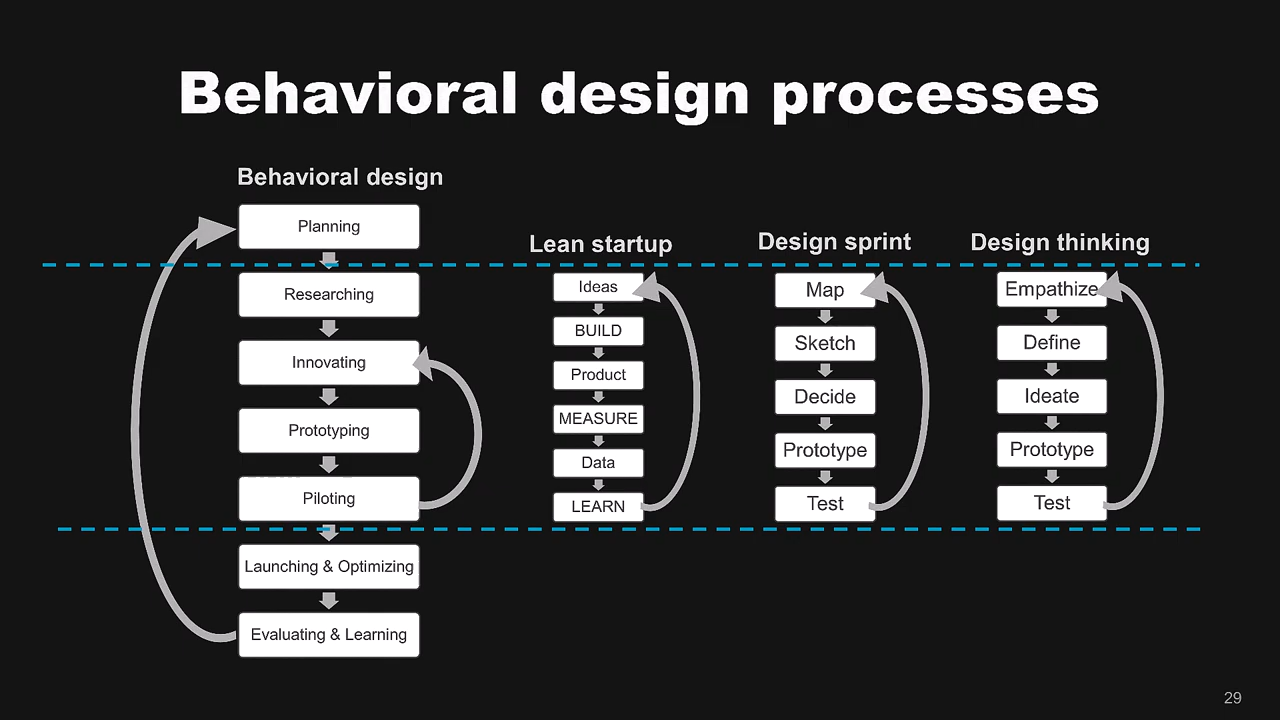 Behavioral design processes
Behavioral design
Planning
Researching
Innovating
Prototyping
Piloting
Launching & Optimizing
Evaluating & Learning
Lean startup
Ideas
BUILD
Product
MEASURE
Data
LEARN
Design sprint
Map
Sketch
Decide
Prototype
Test
Design thinking
Empathize
Define
Ideate
Prototype
Test
29